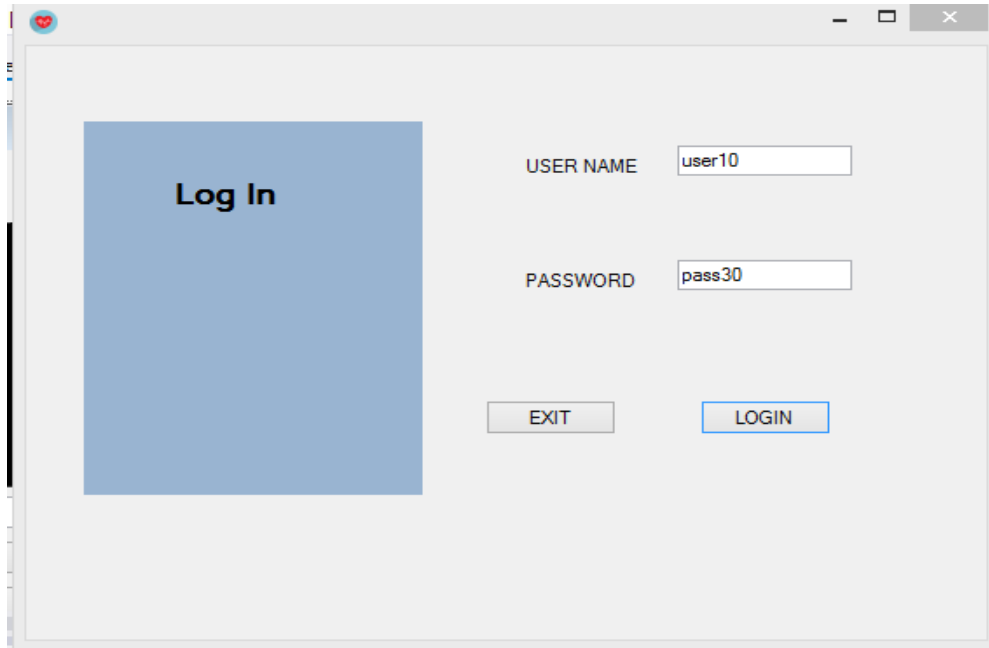 Log In
USER NAME
user10
PASSWORD
pass30
EXIT
LOGIN